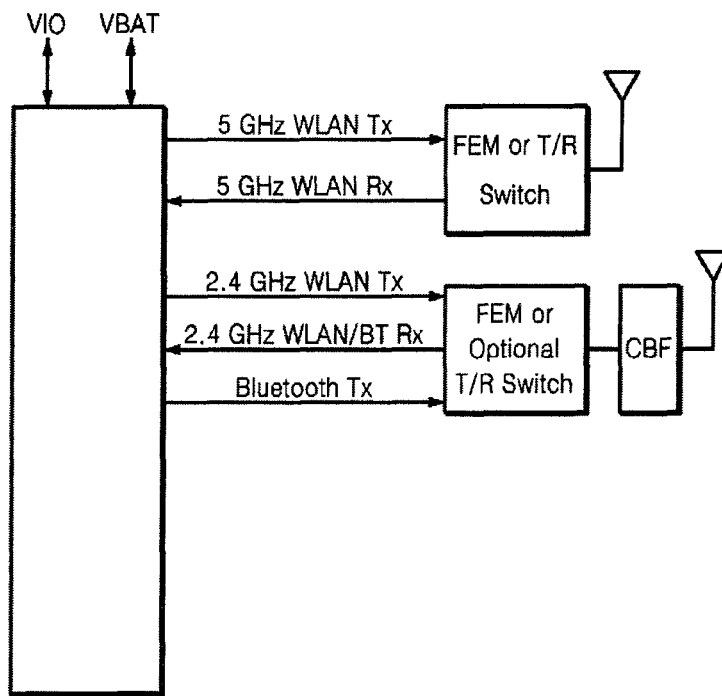 VIO VBAT
5 GHz WLAN Tx
5 GHz WLAN Rx
FEM or T/R
Switch
2.4 GHz WLAN Tx
2.4 GHz WLAN/BT Rx
Bluetooth Tx
FEM or
Optional
T/R Switch
CBF